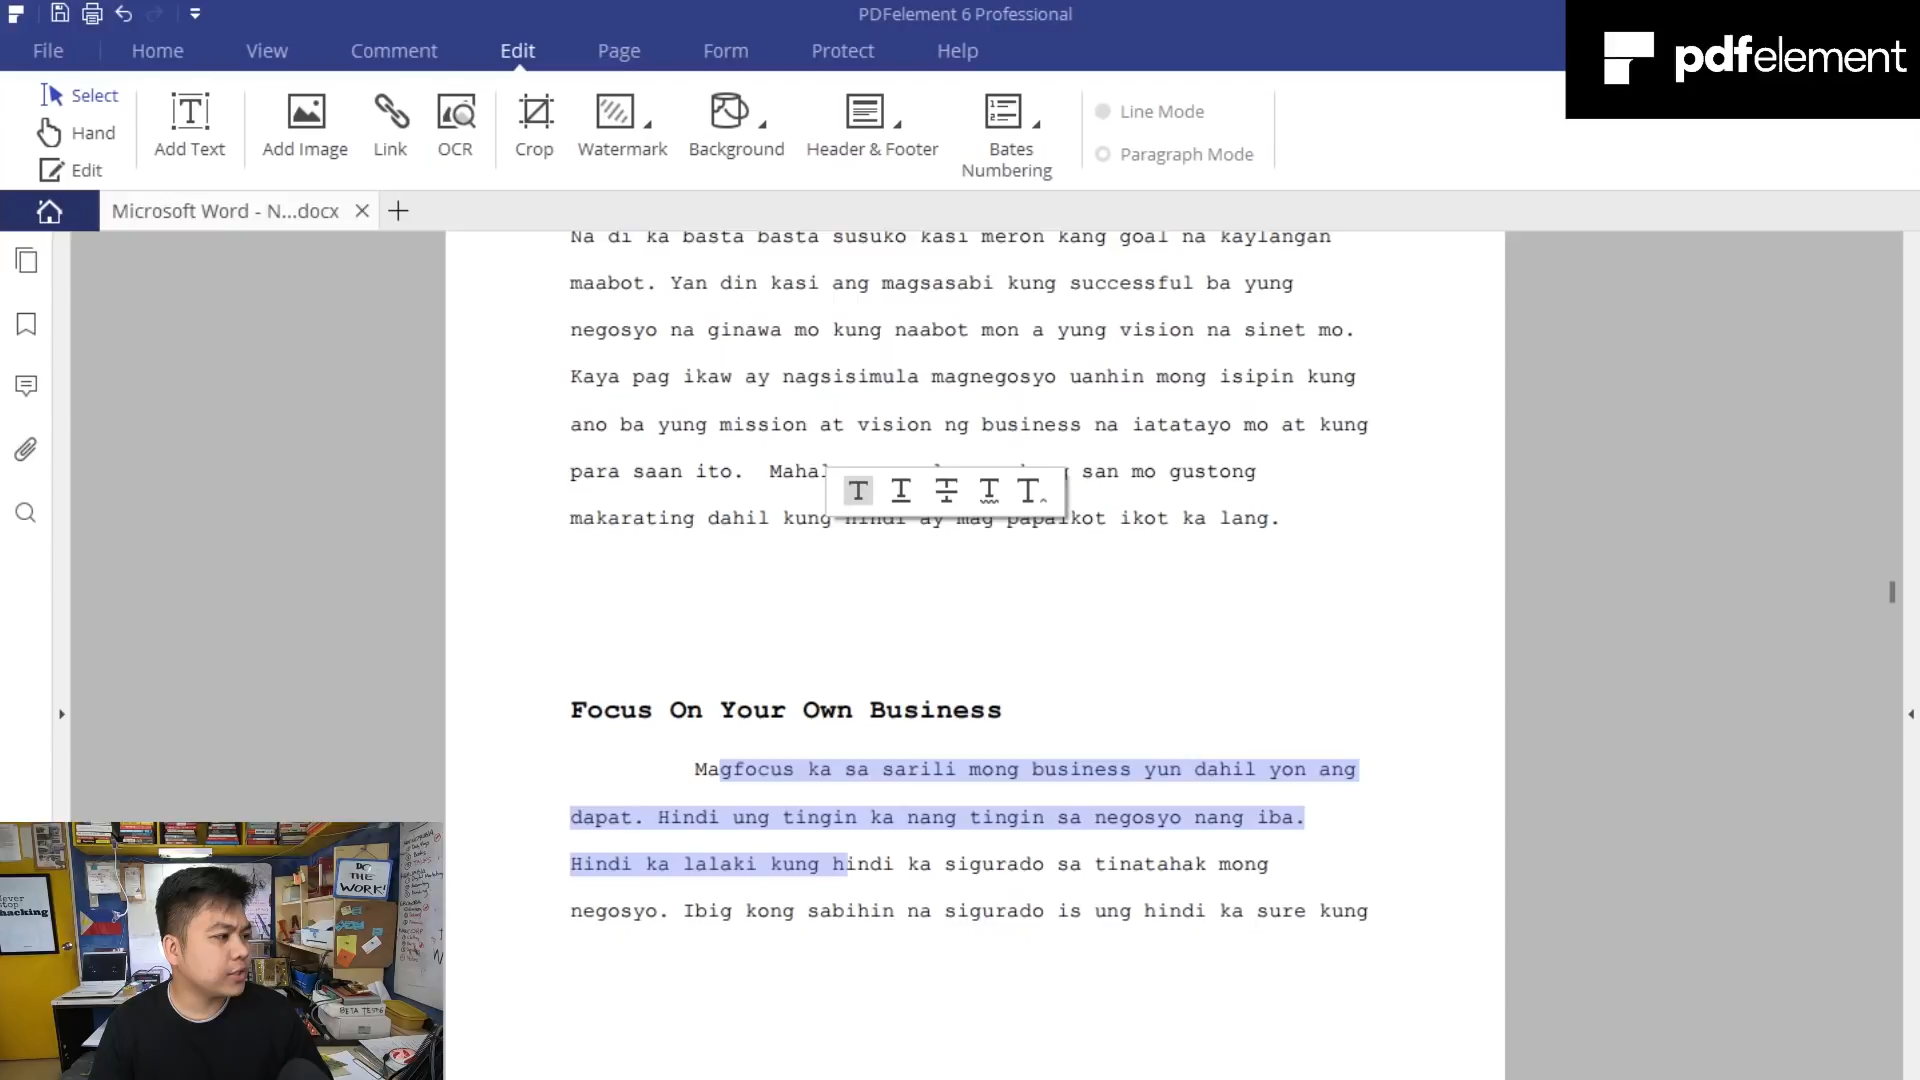 PDFelement 6 Professional
File Home View Comment Edit Page Form Protect Help
pdfelement
Select
Hand
Edit
Add Text
Add Image
Link
OCR
Crop
Watermark
Background
Header & Footer
Bates
Numbering
Line Mode
Paragraph Mode
Microsoft Word - N...docx
Na di ka basta basta susuko kasi meron kang goal na kaylangan
maabot. Yan din kasi ang magsasabi kung successful ba yung
negosyo na ginawa mo kung naabot mon a yung vision na sinet mo.
Kaya pag ikaw ay nagsisimula magnegosyo uanhin mong isipin kung
ano ba yung mission at vision ng business na iatatayo mo at kung
para saan ito. san mo gustong
makarating dahil kung hindi ay mag papaikot ikot ka lang.
Focus On Your Own Business
Magfocus ka sa sarili mong business yun dahil yon ang
dapat. Hindi ung tingin ka nang tingin sa negosyo nang iba.
Hindi ka lalaki kung hindi ka sigurado sa tinatahak mong
negosyo. Ibig kong sabihin na sigurado is ung hindi ka sure kung
DO
THE
WORK!
never
stop
hacking
BETA TESTS